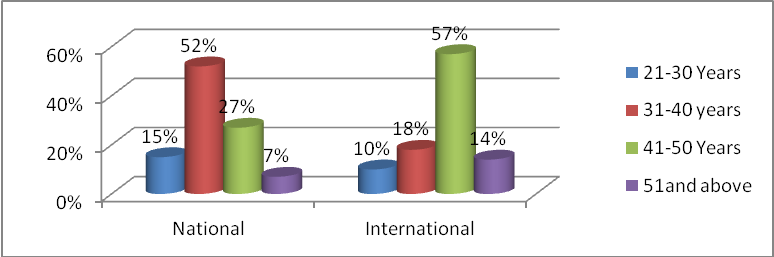 60%
40%
20%
0%
15%
52%
27%
7%
10%
18%
57%
14%
National
International
21-30 Years
31-40 years
41-50 Years
51and above